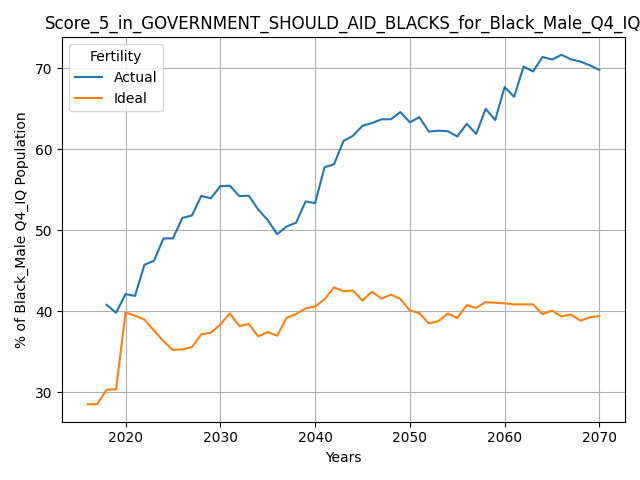 Score_5_in_GOVERNMENT_SHOULD_AID_BLACKS_for_Black_Male_Q4_IQ
Fertility
Actual
Ideal
% of Black_Male Q4_IQ Population
70
60
50
40
30
2020 2030 2040 2050 2060 2070
Years